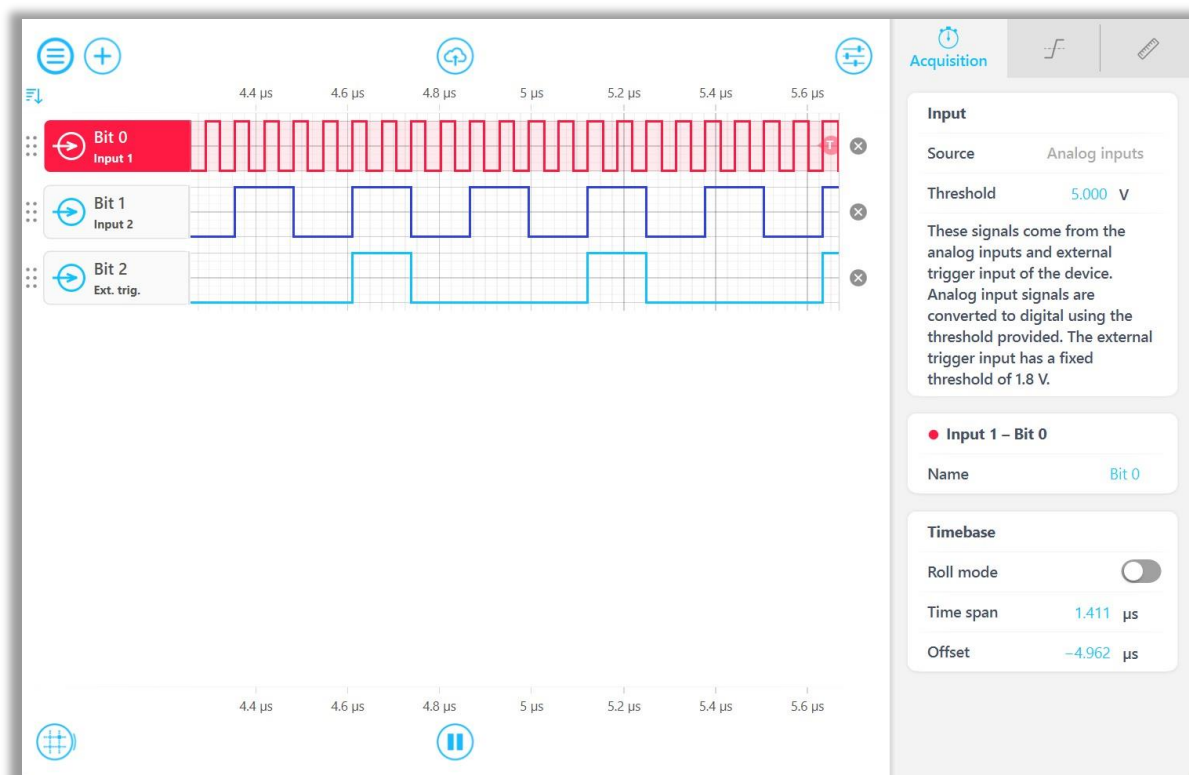 Acquisition
4.4 µs 4.6 µs 4.8 µs 5 µs 5.2 µs 5.4 µs 5.6 µs
Bit 0
Input 1
T
Bit 1
Input 2
Bit 2
Ext. trig.
4.4 µs 4.6 µs 4.8 µs 5 µs 5.2 µs 5.4 µs 5.6 µs
Input
Source Analog inputs
Threshold 5.000 V
These signals come from the
analog inputs and external
trigger input of the device.
Analog input signals are
converted to digital using the
threshold provided. The external
trigger input has a fixed
threshold of 1.8 V.
Input 1 – Bit 0
Name Bit 0
Timebase
Roll mode
Time span 1.411 µs
Offset −4.962 µs